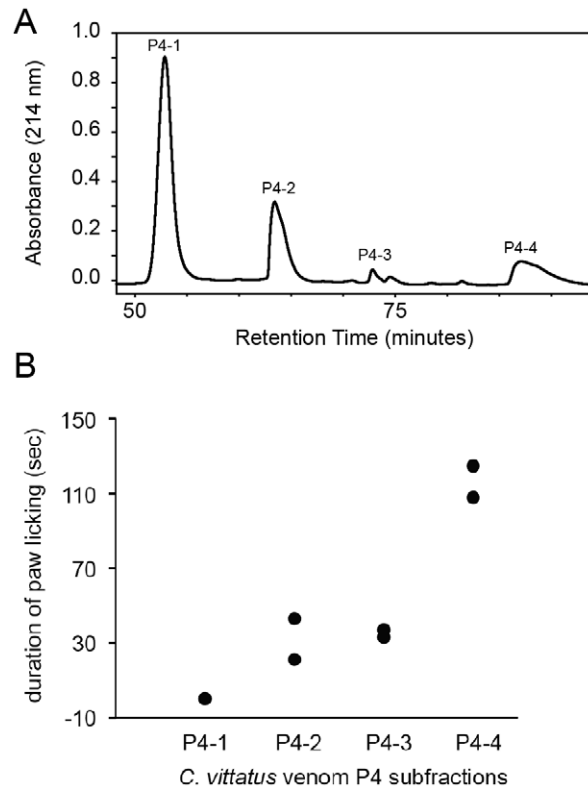 A
Absorbance (214 nm)
1.0
0.8
0.6
0.4
0.2
0.0
P4-1
P4-2
P4-3
P4-4
50
75
Retention Time (minutes)
B
duration of paw licking (sec)
150
110
70
30
-10
P4-1 P4-2 P4-3 P4-4
C. vittatus venom P4 subfractions